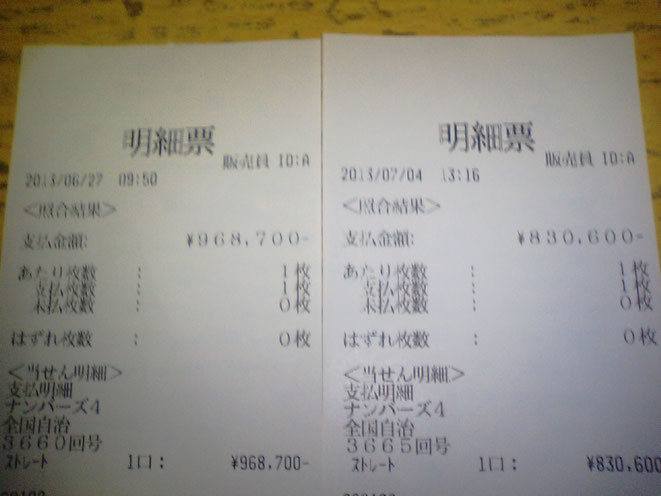 明細票
販売員 ID:A
2013/06/27 09:50
＜照合結果＞
支払金額: ¥968,700-
あたり枚数 : 1枚
支払枚数 : 1枚
未払枚数 : 0枚
はずれ枚数 : 0枚
＜当せん明細＞
支払明細
ナンバーズ4
全国自治
3660回号
ストレート 1口: ¥968,700-
明細票
販売員 ID:A
2013/07/04 13:16
＜照合結果＞
支払金額: ¥830,600-
あたり枚数 : 1枚
支払枚数 : 1枚
未払枚数 : 0枚
はずれ枚数 : 0枚
＜当せん明細＞
支払明細
ナンバーズ4
全国自治
3665回号
ストレート 1口: ¥830,600